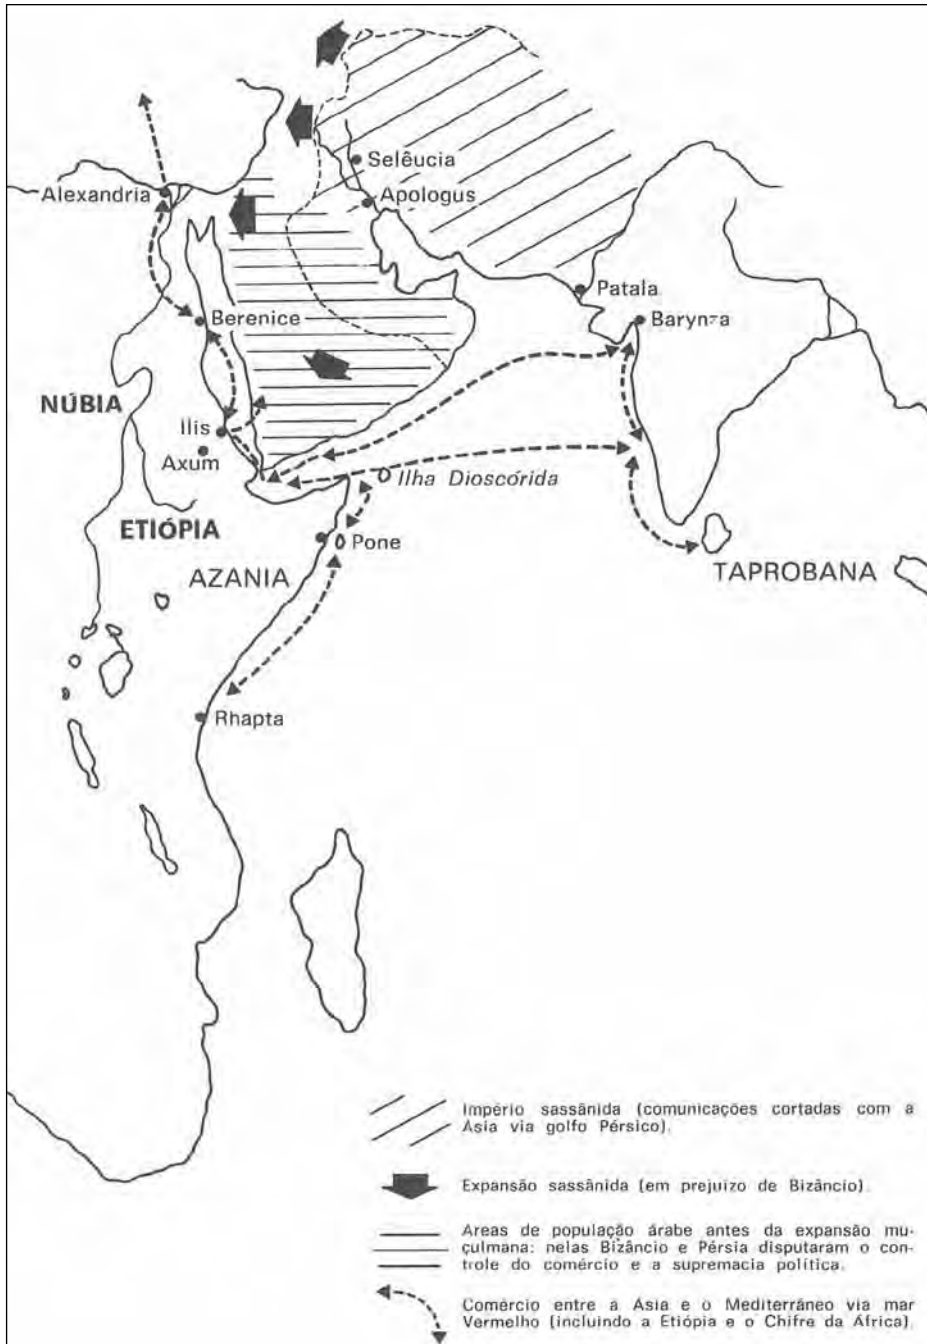 Selêucia
Alexandria
Apologus
Patala
Berenice
Barynza
NÚBIA
Ilis
Axum
Ilha Dioscórida
ETIÓPIA
Pone
AZANIA
TAPROBANA
Rhapta
Império sassânida (comunicações cortadas com a
Ásia via golfo Pérsico).
Expansão sassânida (em prejuízo de Bizâncio).
Areas de população árabe antes da expansão mu-
çulmana: nelas Bizâncio e Pérsia disputaram o con-
trole do comércio e a supremacia política.
Comércio entre a Ásia e o Mediterrâneo via mar
Vermelho (incluindo a Etiópia e o Chifre da África).